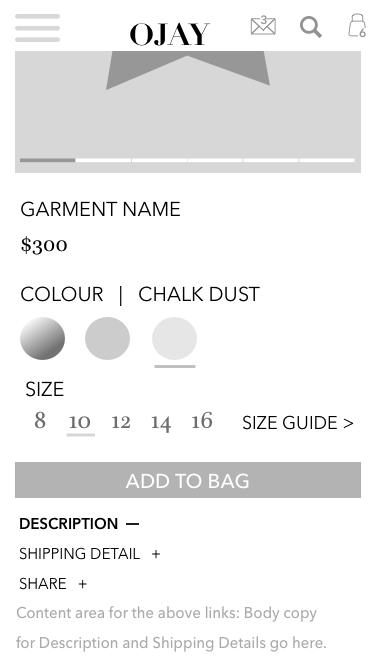 OJAY
3
6
GARMENT NAME
$300
COLOUR | CHALK DUST
SIZE
8 10 12 14 16 SIZE GUIDE >
ADD TO BAG
DESCRIPTION —
SHIPPING DETAIL +
SHARE +
Content area for the above links: Body copy
for Description and Shipping Details go here.